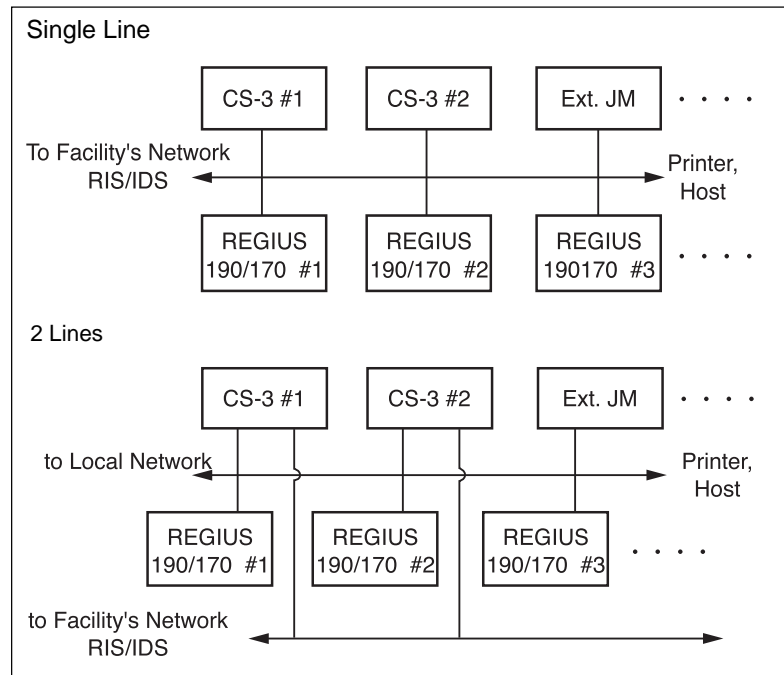 Single Line
CS-3 #1
CS-3 #2
Ext. JM
To Facility's Network
RIS/IDS
Printer,
Host
REGIUS
190/170 #1
REGIUS
190/170 #2
REGIUS
190170 #3
2 Lines
CS-3 #1
CS-3 #2
Ext. JM
to Local Network
Printer,
Host
REGIUS
190/170 #1
REGIUS
190/170 #2
REGIUS
190/170 #3
to Facility's Network
RIS/IDS